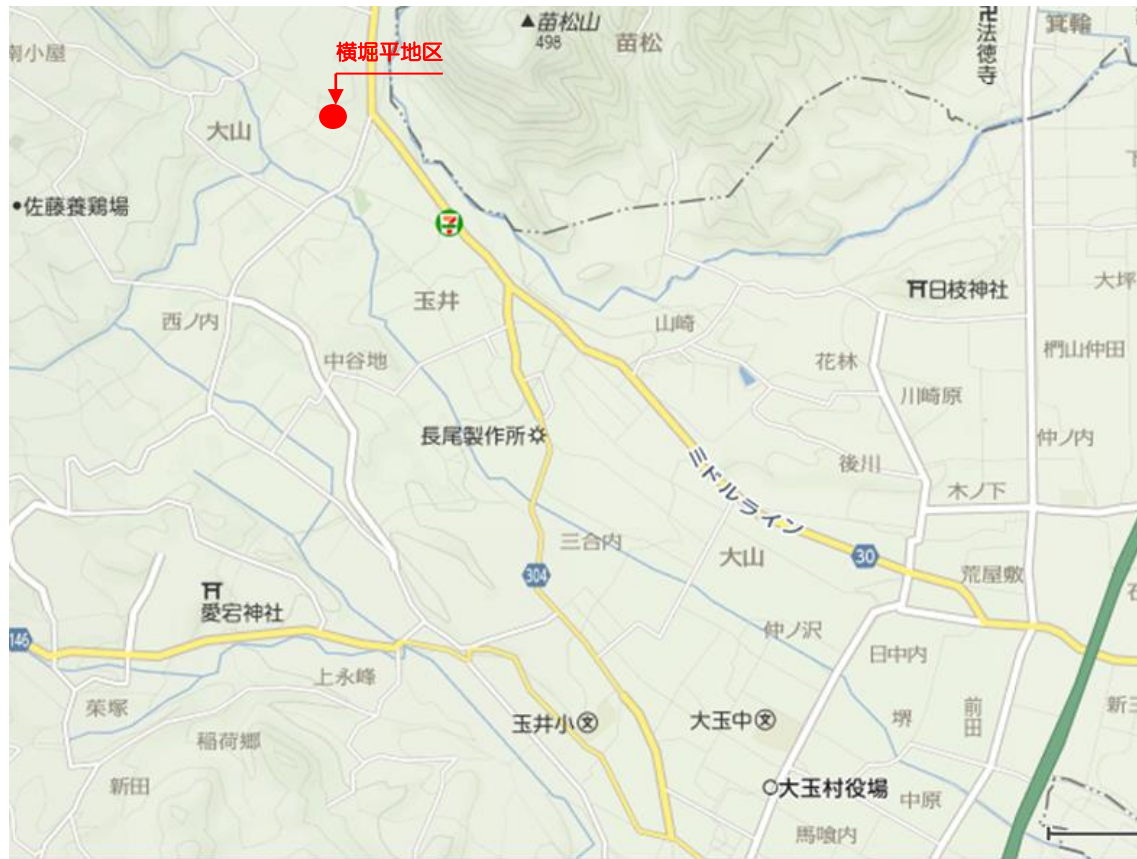 苗松山
498
苗松
卍法徳寺
箕輪
南小屋
横堀平地区
大山
佐藤養鶏場
玉井
日枝神社
大坪
西ノ内
中谷地
山崎
花林
椚山仲田
川崎原
長尾製作所
仲ノ内
後川
木ノ下
ミドルライン
三合内
大山
30
304
荒屋敷
愛宕神社
146
仲ノ沢
日中内
上永峰
茱塚
玉井小文
大玉中文
堺
前田
稲荷郷
新田
大玉村役場
中原
馬喰内